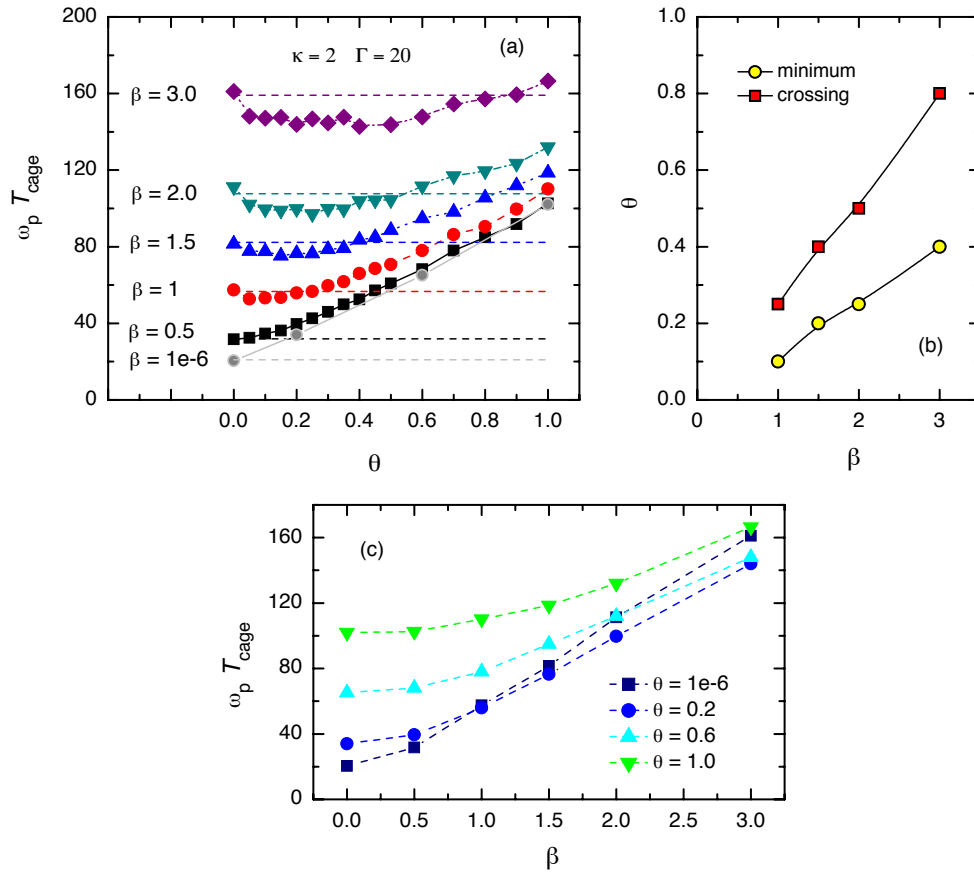 200
160
120
80
40
0
ω_p T_cage
κ = 2 Γ = 20
(a)
β = 3.0
β = 2.0
β = 1.5
β = 1
β = 0.5
β = 1e-6
0.0 0.2 0.4 0.6 0.8 1.0
θ
1.0
0.8
0.6
0.4
0.2
0.0
θ
minimum
crossing
(b)
0 1 2 3
β
160
120
80
40
0
ω_p T_cage
(c)
θ = 1e-6
θ = 0.2
θ = 0.6
θ = 1.0
0.0 0.5 1.0 1.5 2.0 2.5 3.0
β